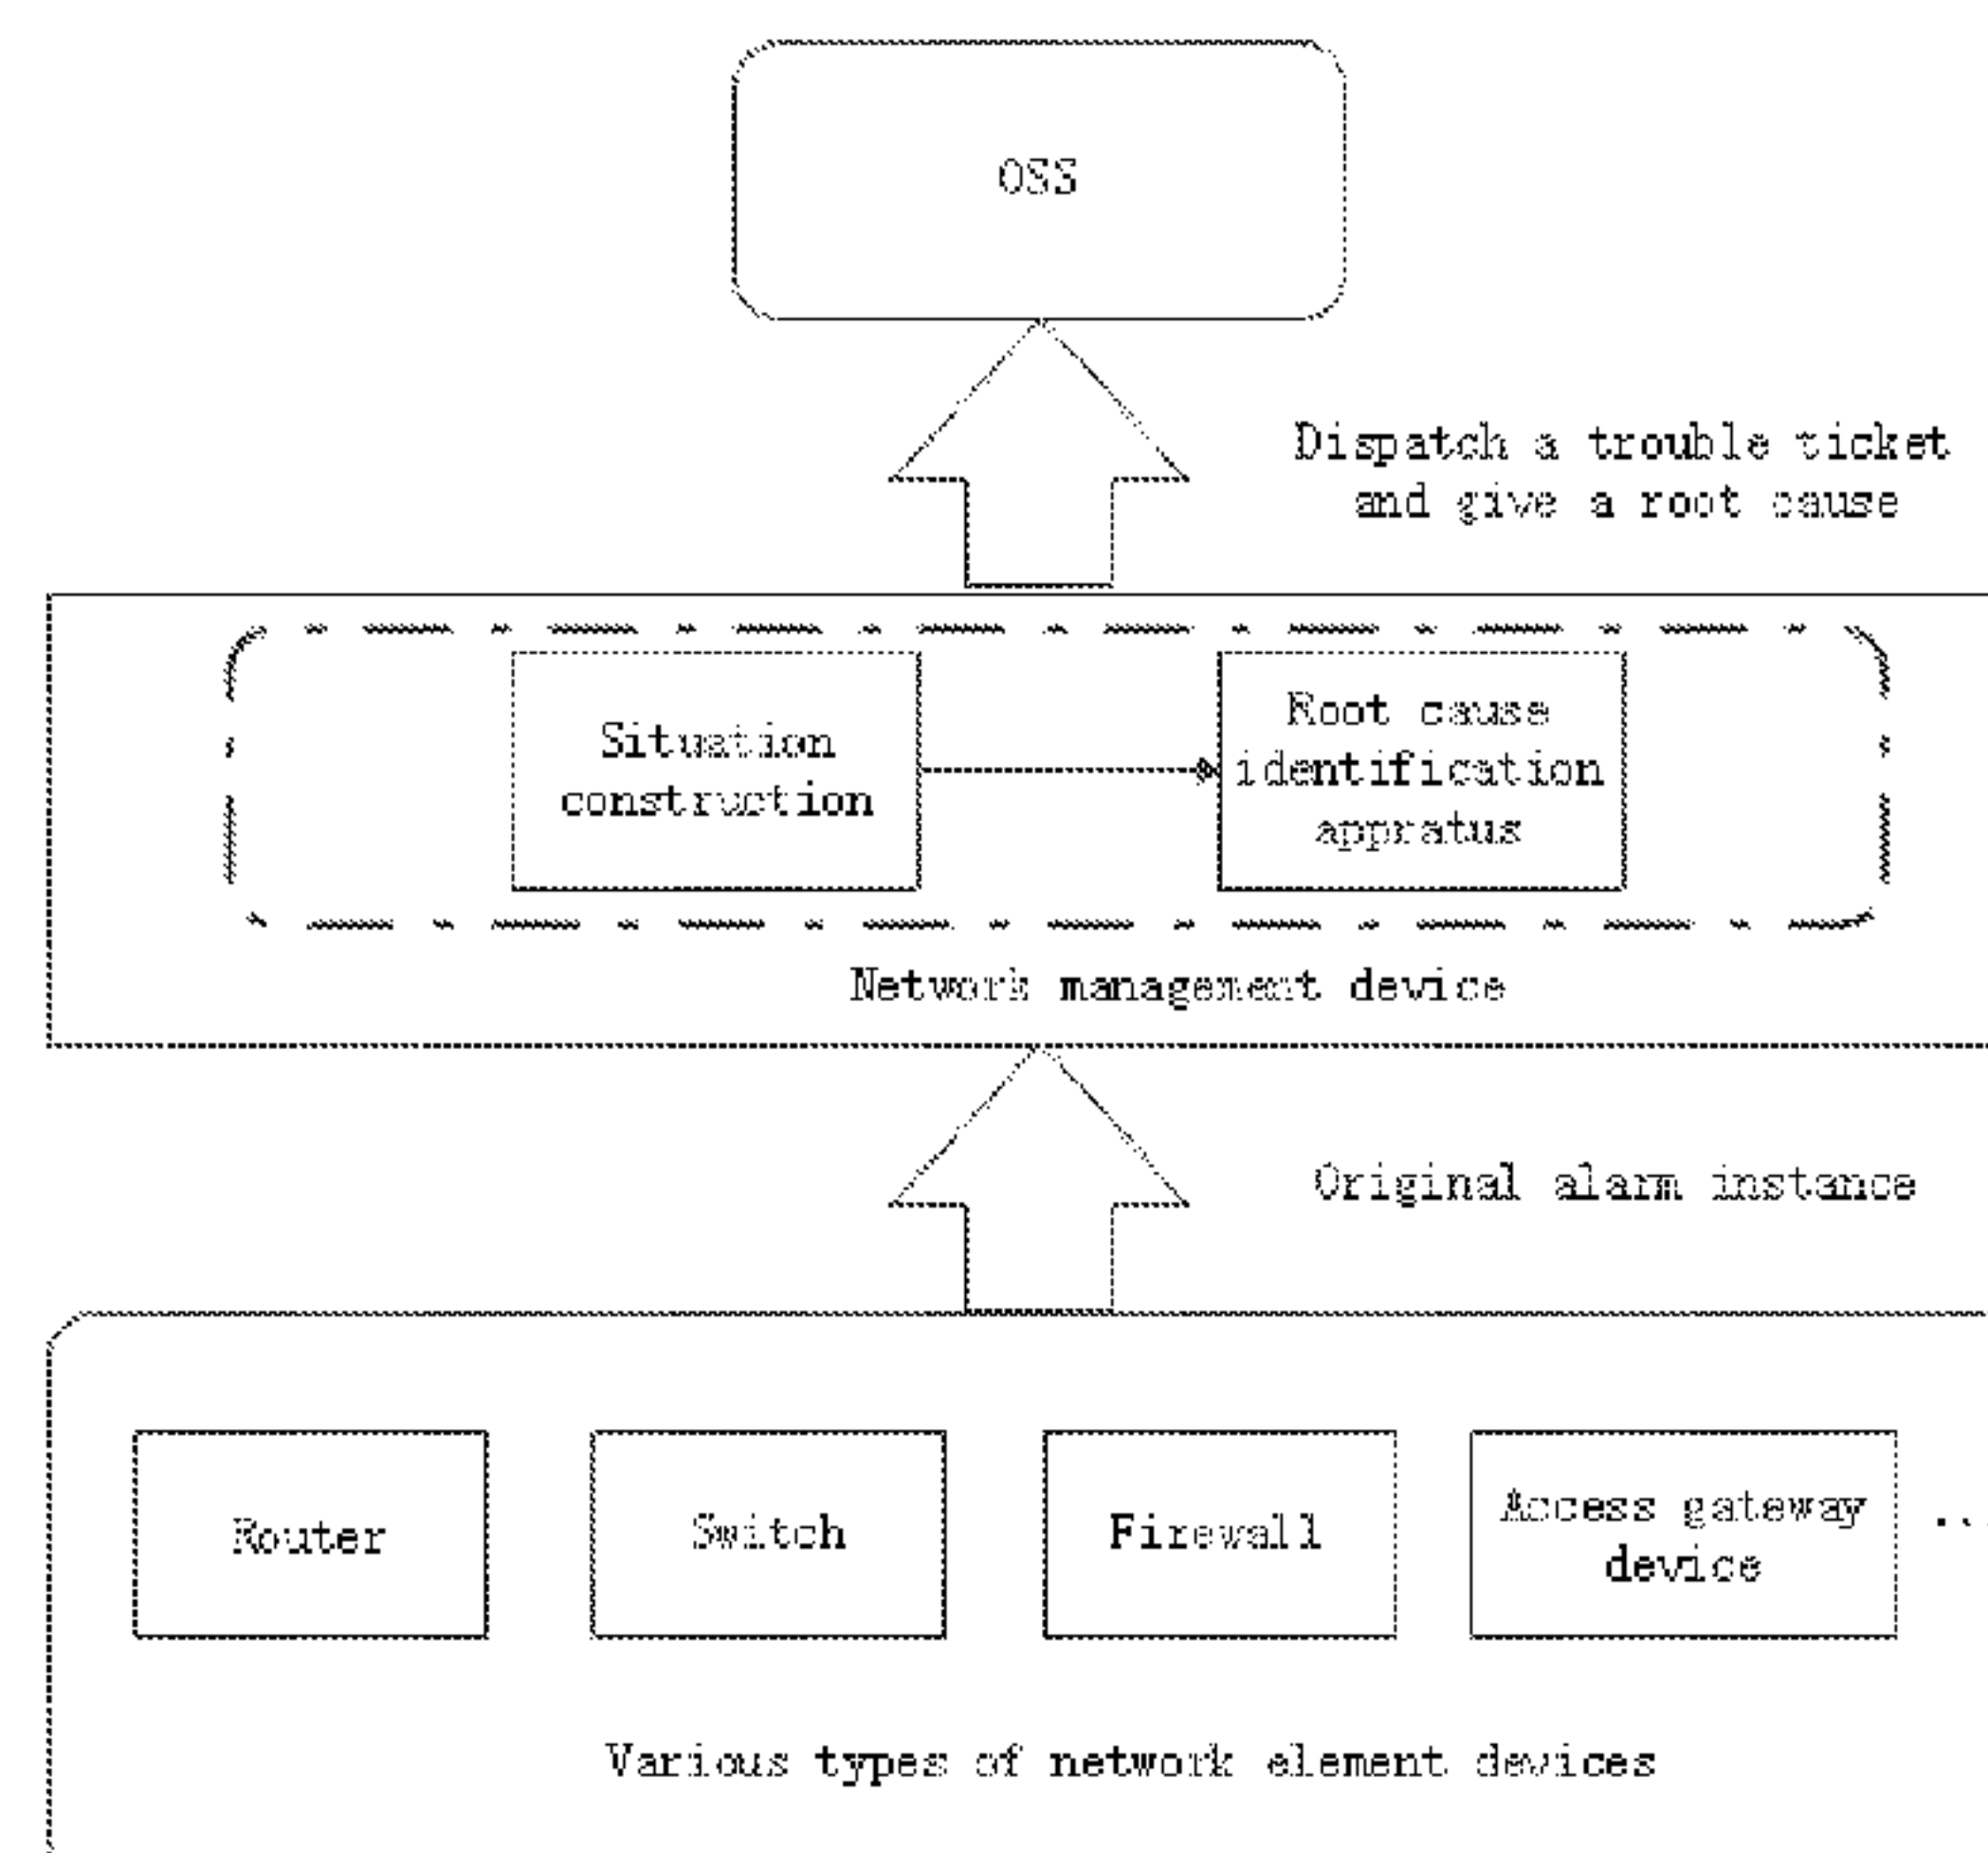 OSS
Dispatch a trouble ticket
and give a root cause
Situation
construction
Root cause
identification
appratus
Network management device
Original alarm instance
Router
Switch
Firewall
Access gateway
device
...
Various types of network element devices